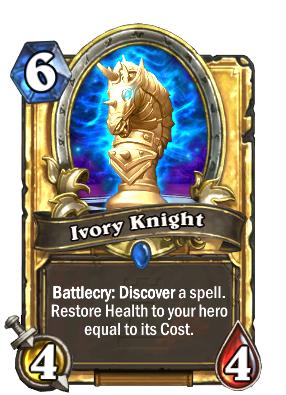 6
Ivory Knight
Battlecry: Discover a spell.
Restore Health to your hero
equal to its Cost.
4
4